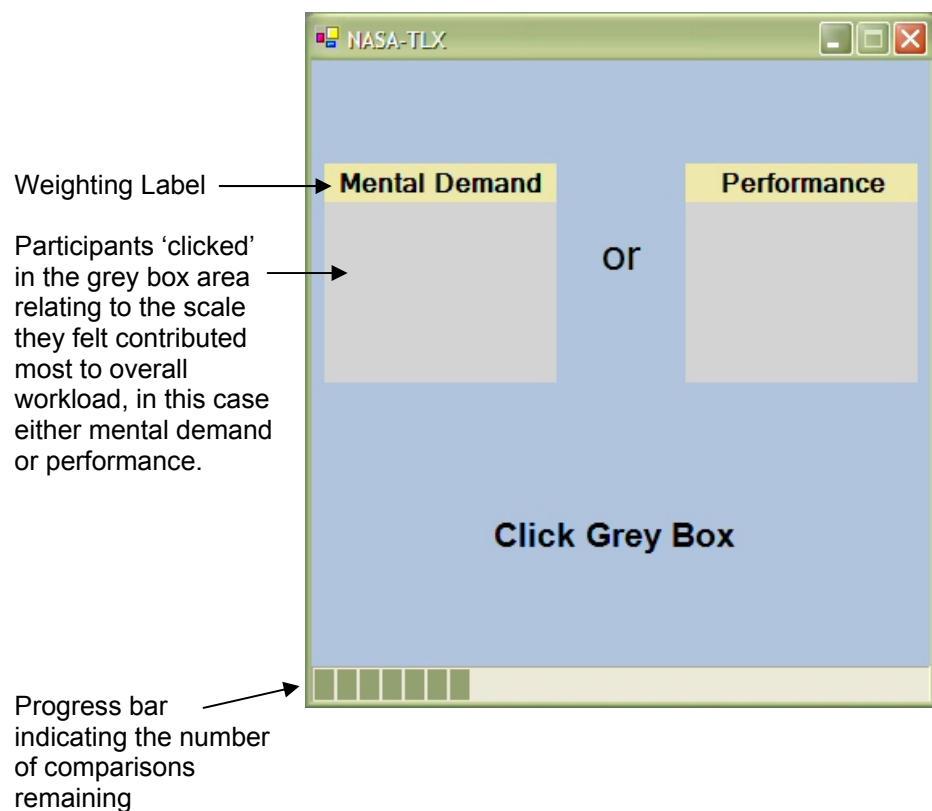 NASA-TLX
Weighting Label
Mental Demand
Performance
or
Participants ‘clicked’
in the grey box area
relating to the scale
they felt contributed
most to overall
workload, in this case
either mental demand
or performance.
Click Grey Box
Progress bar
indicating the number
of comparisons
remaining